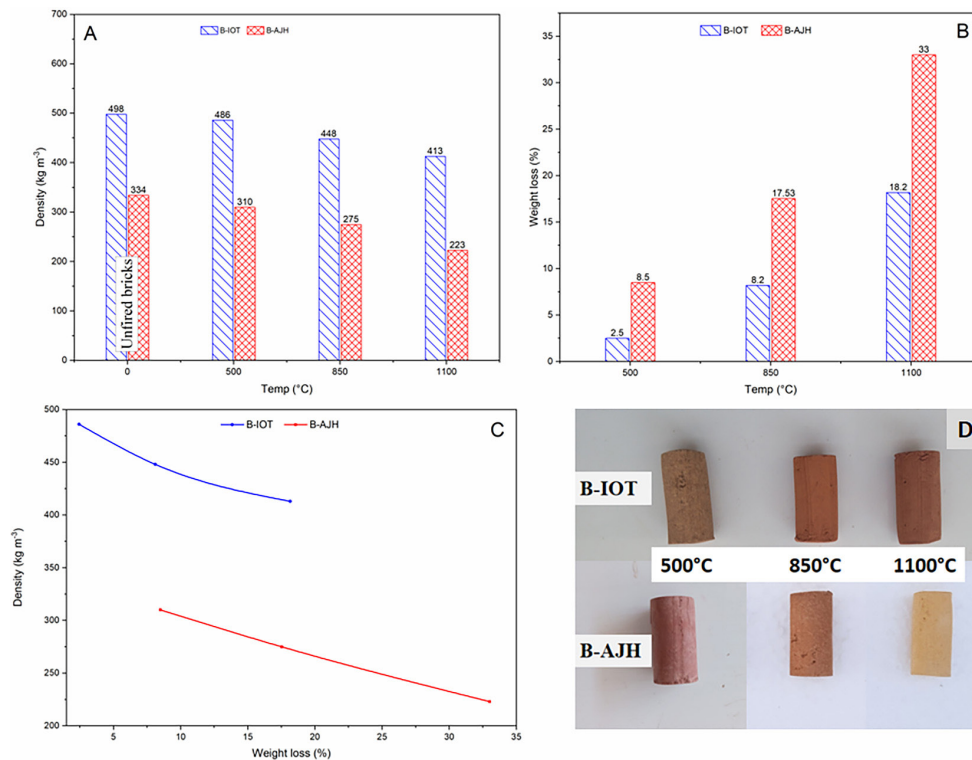 A
B-IOT B-AJH
Density (kg m⁻³)
700
600
500
400
300
200
100
0
498
334
486
310
448
275
413
223
Unfired bricks
0 500 850 1100
Temp (°C)
B
B-IOT B-AJH
Weight loss (%)
35
30
25
20
15
10
5
0
2.5
8.5
8.2
17.53
18.2
33
500 850 1100
Temp (°C)
C
B-IOT B-AJH
Density (kg m⁻³)
500
450
400
350
300
250
200
5 10 15 20 25 30 35
Weight loss (%)
D
B-IOT
500°C 850°C 1100°C
B-AJH